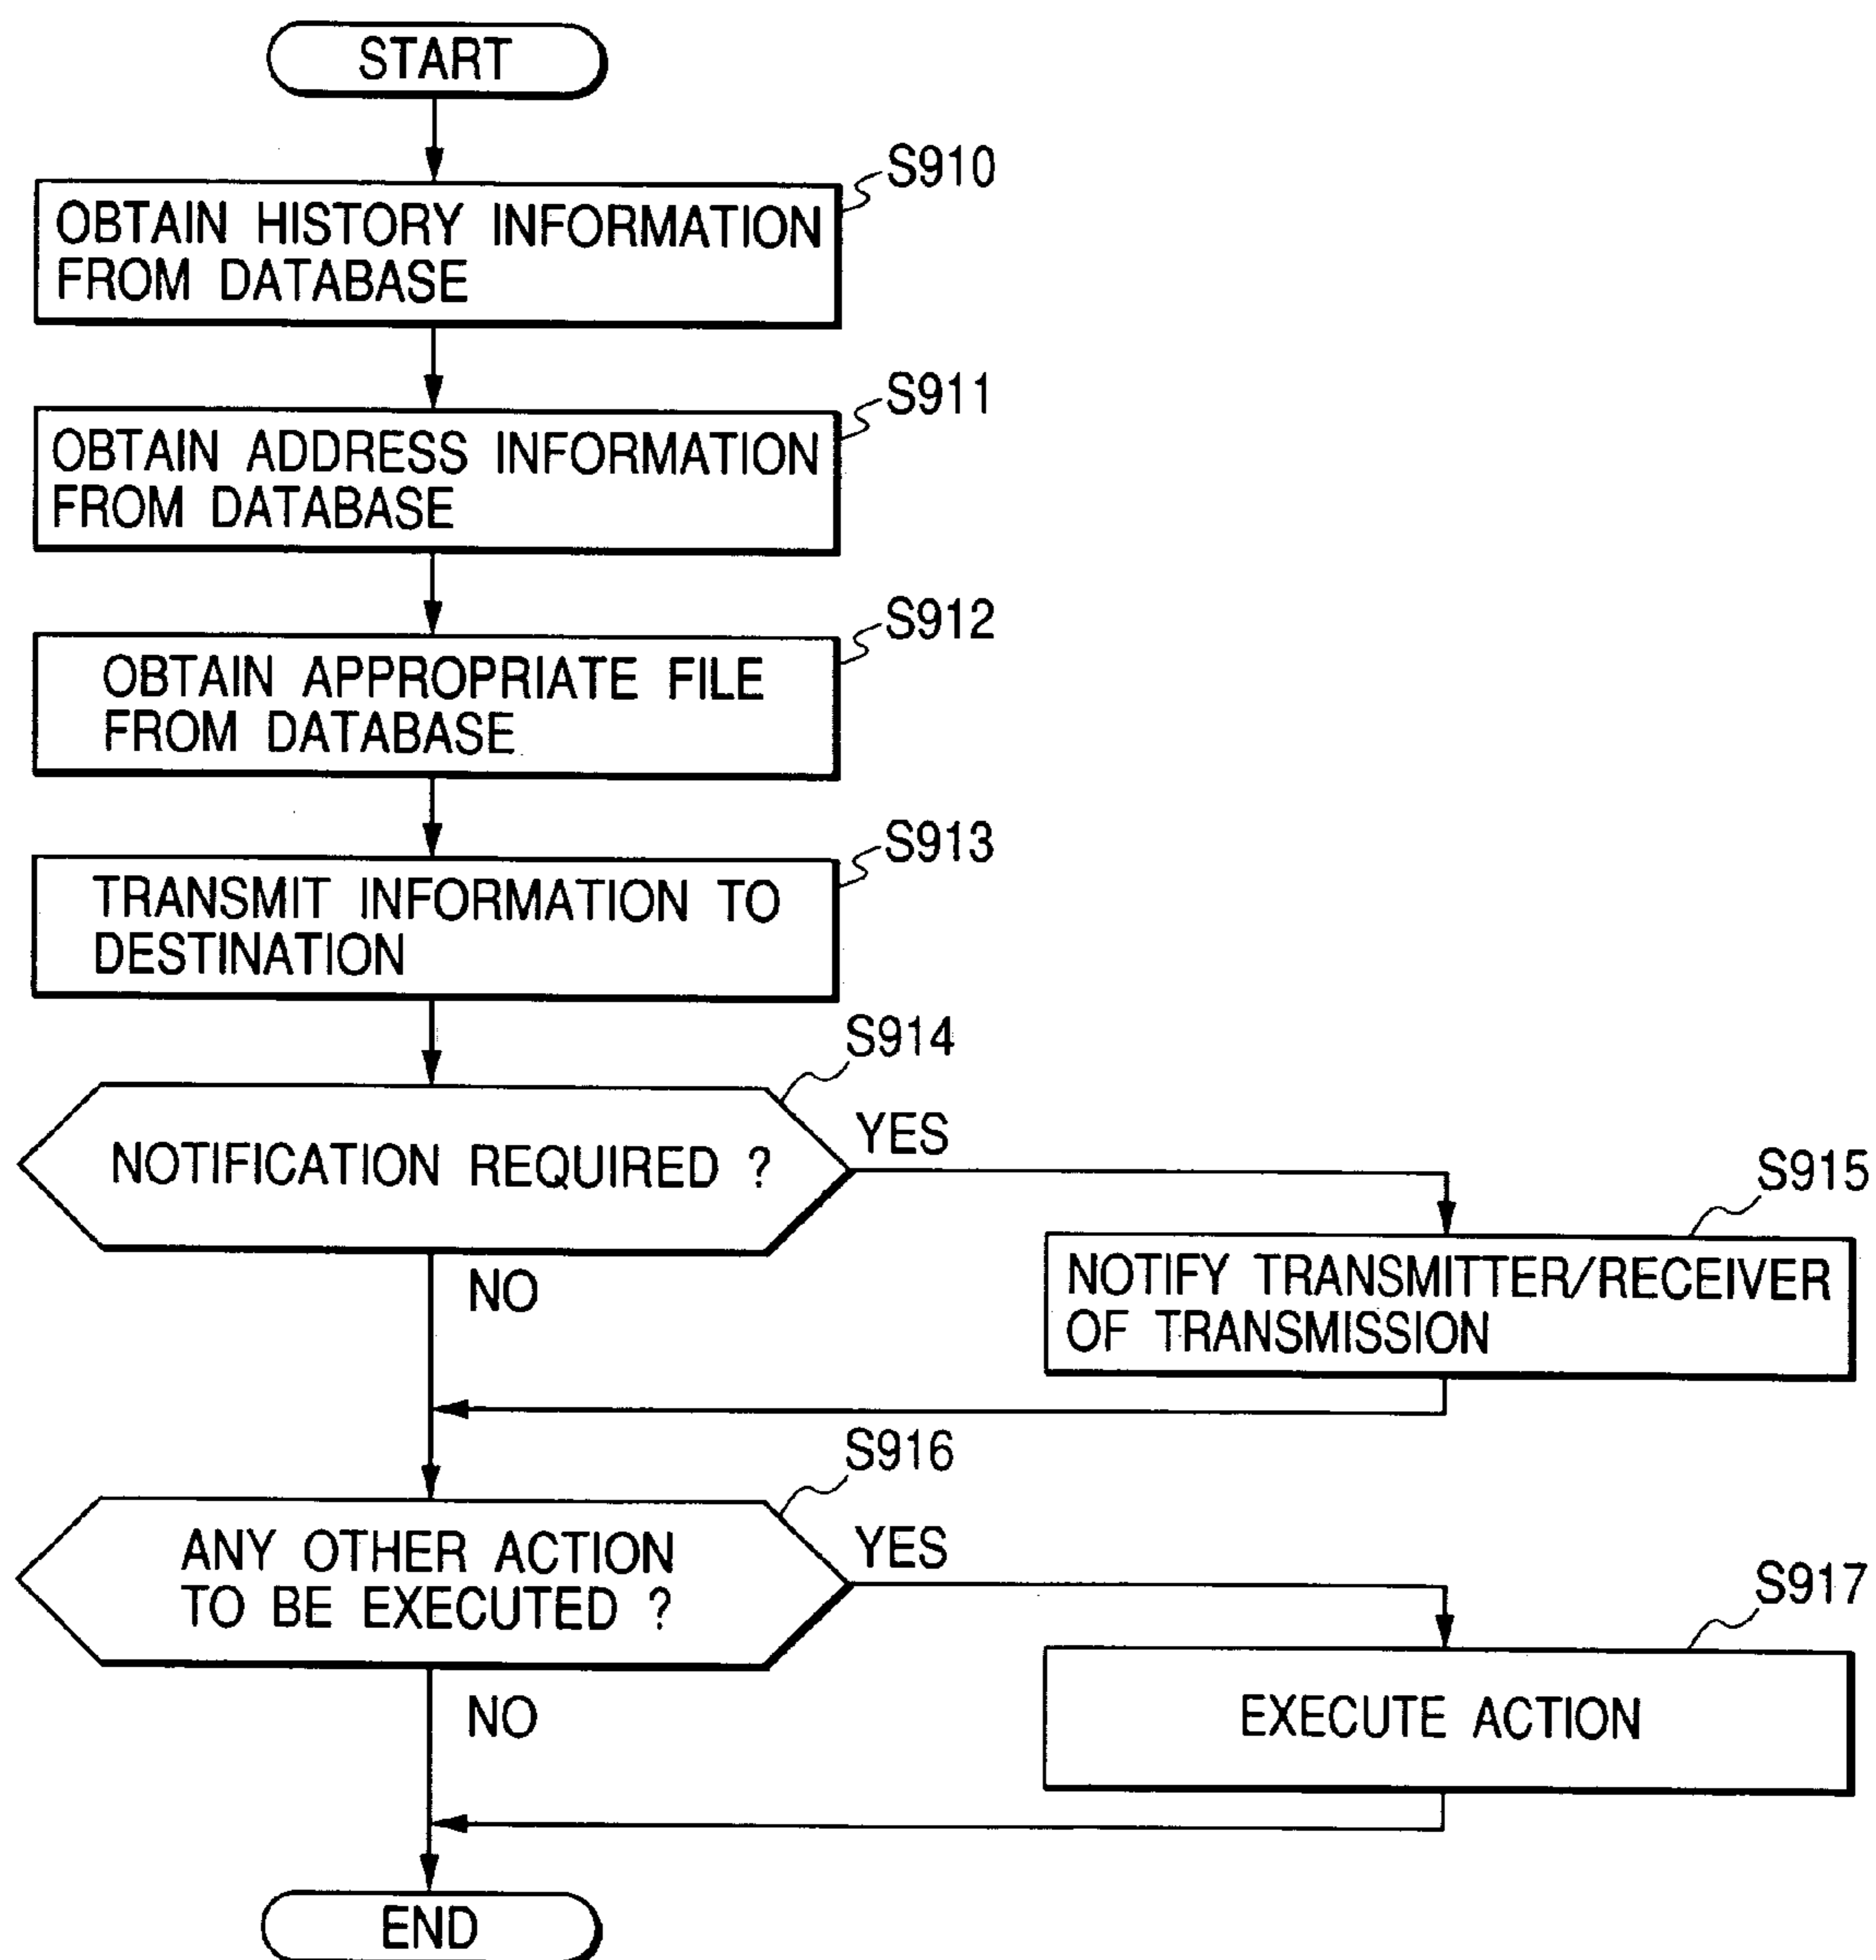 START
S910
OBTAIN HISTORY INFORMATION
FROM DATABASE
S911
OBTAIN ADDRESS INFORMATION
FROM DATABASE
S912
OBTAIN APPROPRIATE FILE
FROM DATABASE
S913
TRANSMIT INFORMATION TO
DESTINATION
S914
NOTIFICATION REQUIRED ?
YES
NO
S915
NOTIFY TRANSMITTER/RECEIVER
OF TRANSMISSION
S916
ANY OTHER ACTION
TO BE EXECUTED ?
YES
NO
S917
EXECUTE ACTION
END